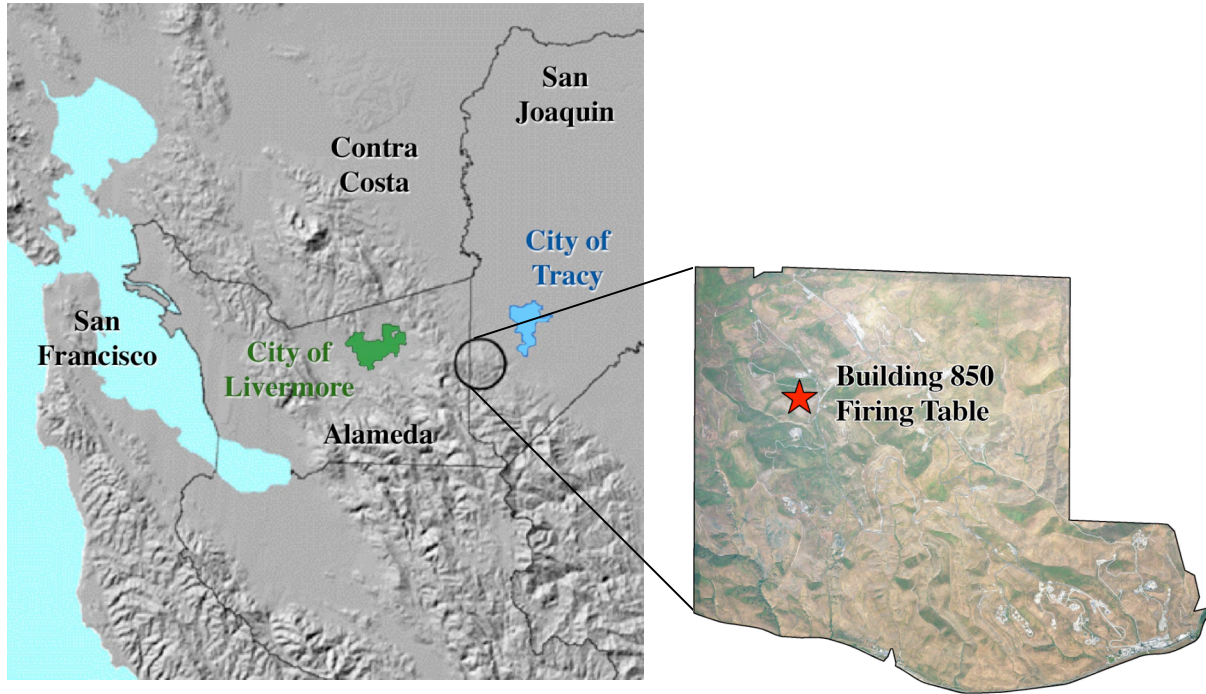 San
Joaquin
Contra
Costa
City of
Tracy
San
Francisco
City of
Livermore
Alameda
Building 850
Firing Table